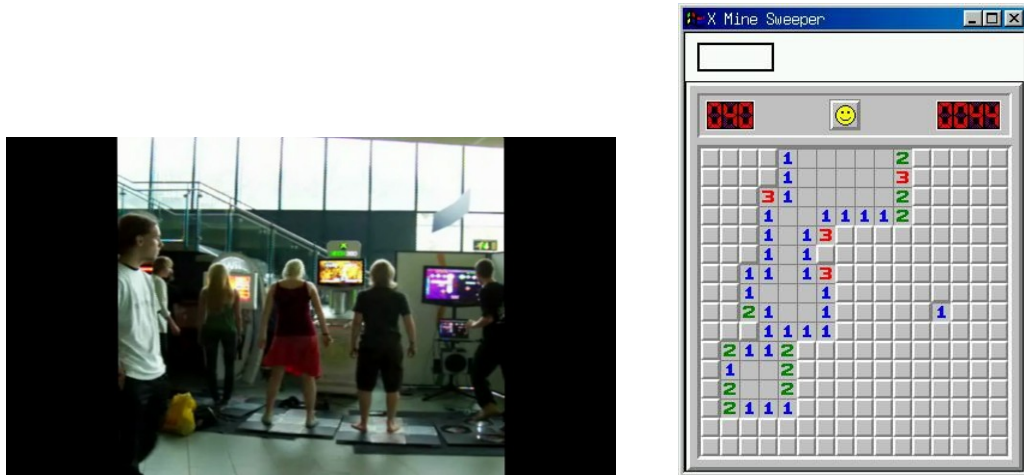 X Mine Sweeper
040 0044
1 2
1 3
3 1 2
1 1 1 1 1 2
1 1 3
1 1
1 1 1 3
1 1
2 1 1 1
1 1 1 1
2 1 1 2
1 2
2 2
2 1 1 1